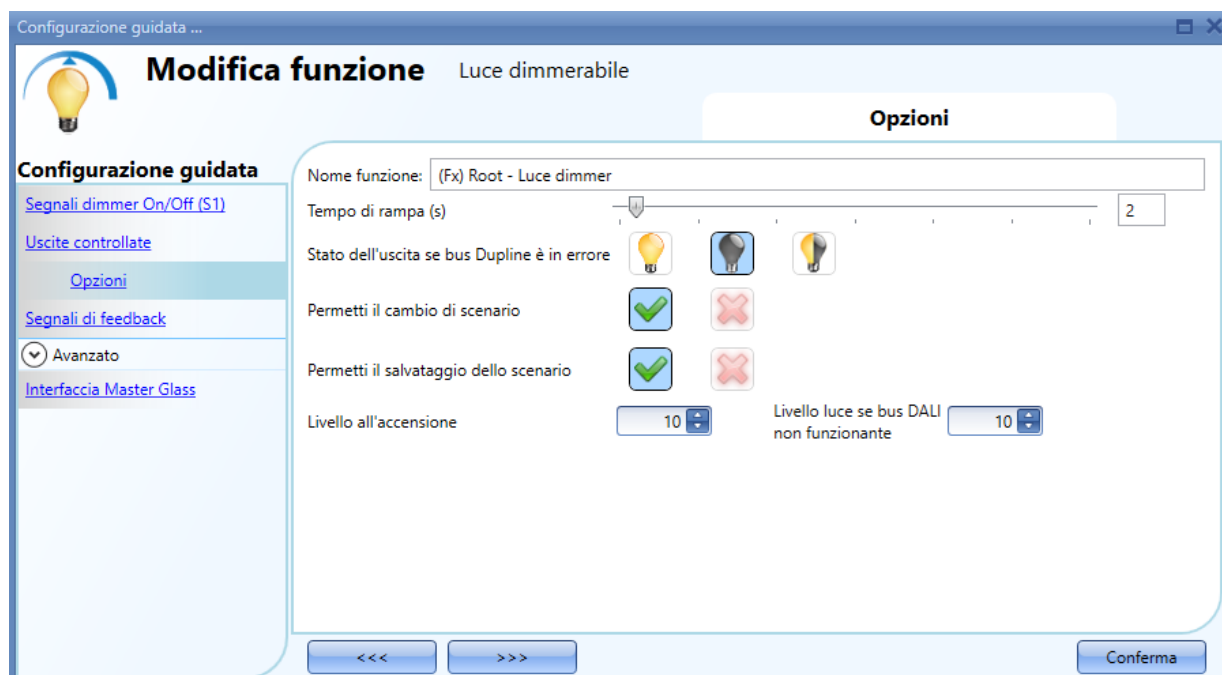 Configurazione guidata ...
Modifica funzione Luce dimmerabile
Opzioni
Configurazione guidata
Segnali dimmer On/Off (S1)
Uscite controllate
Opzioni
Segnali di feedback
Avanzato
Interfaccia Master Glass
Nome funzione: (Fx) Root - Luce dimmer
Tempo di rampa (s) 2
Stato dell'uscita se bus Dupline è in errore
Permetti il cambio di scenario
Permetti il salvataggio dello scenario
Livello all'accensione 10
Livello luce se bus DALI
non funzionante 10
<<< >>> Conferma